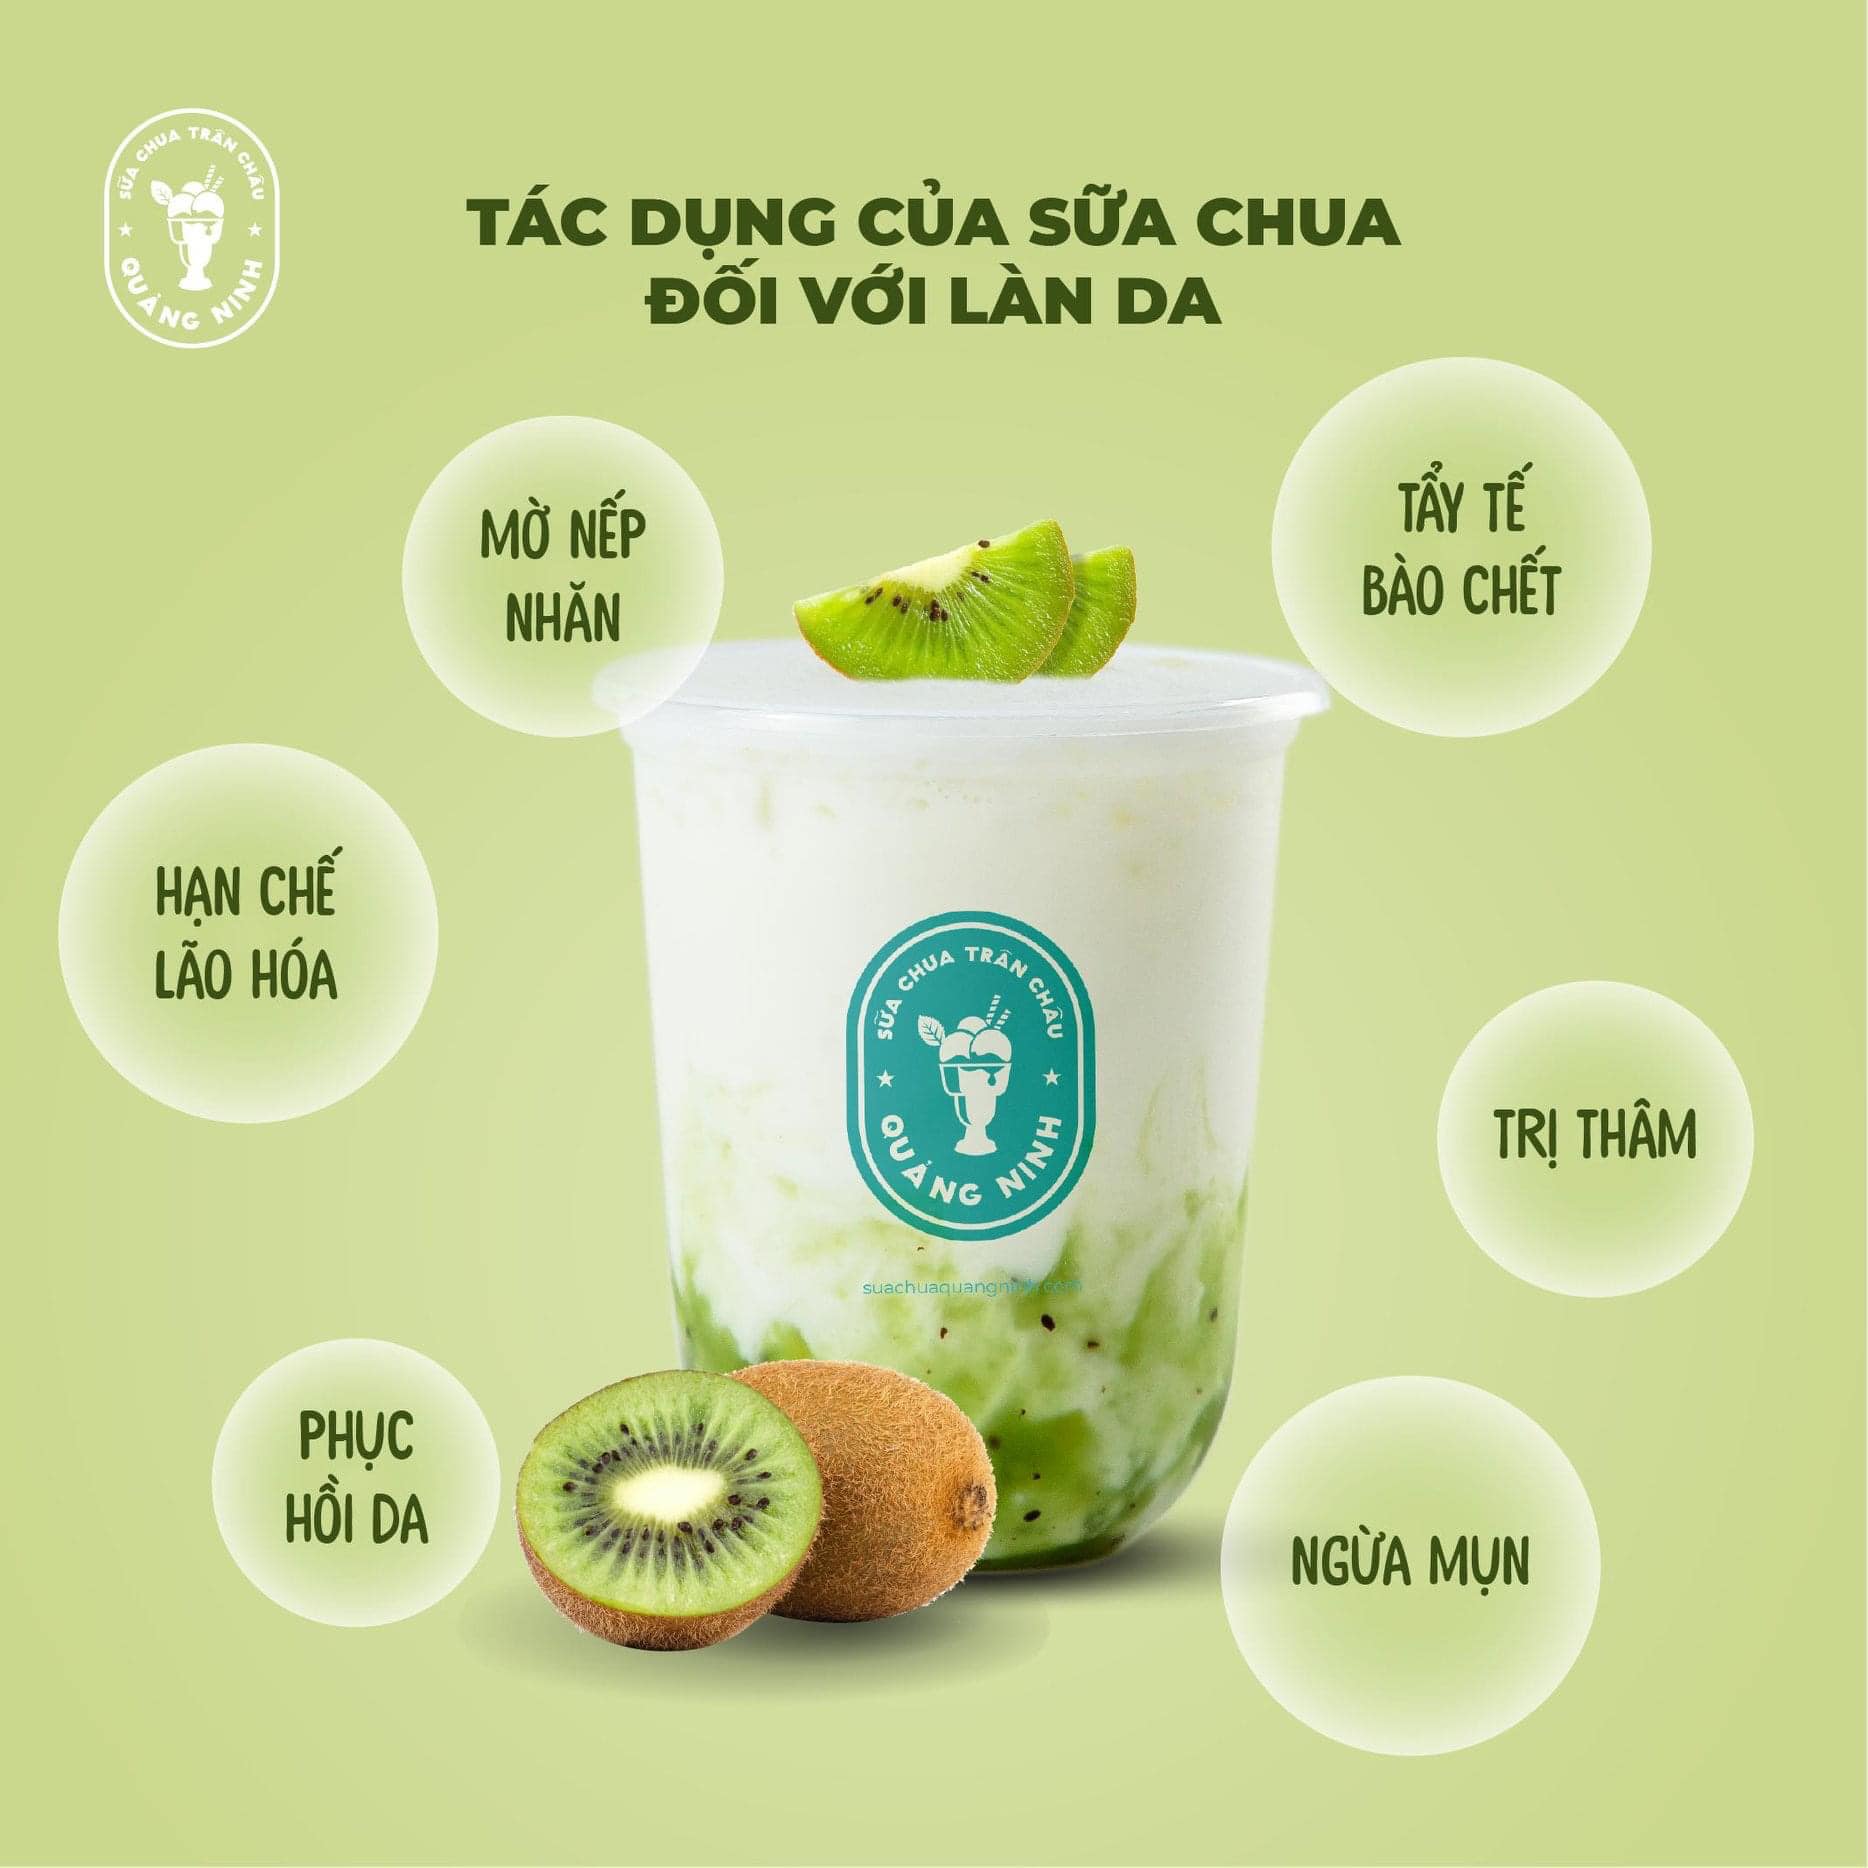 SỮA CHUA TRÂN CHÂU
QUẢNG NINH
TÁC DỤNG CỦA SỮA CHUA
ĐỐI VỚI LÀN DA
MỜ NẾP
NHĂN
TẨY TẾ
BÀO CHẾT
HẠN CHẾ
LÃO HÓA
TRỊ THÂM
PHỤC
HỒI DA
NGỪA MỤN
SỮA CHUA TRÂN CHÂU
QUẢNG NINH
suachuaquangninh.com